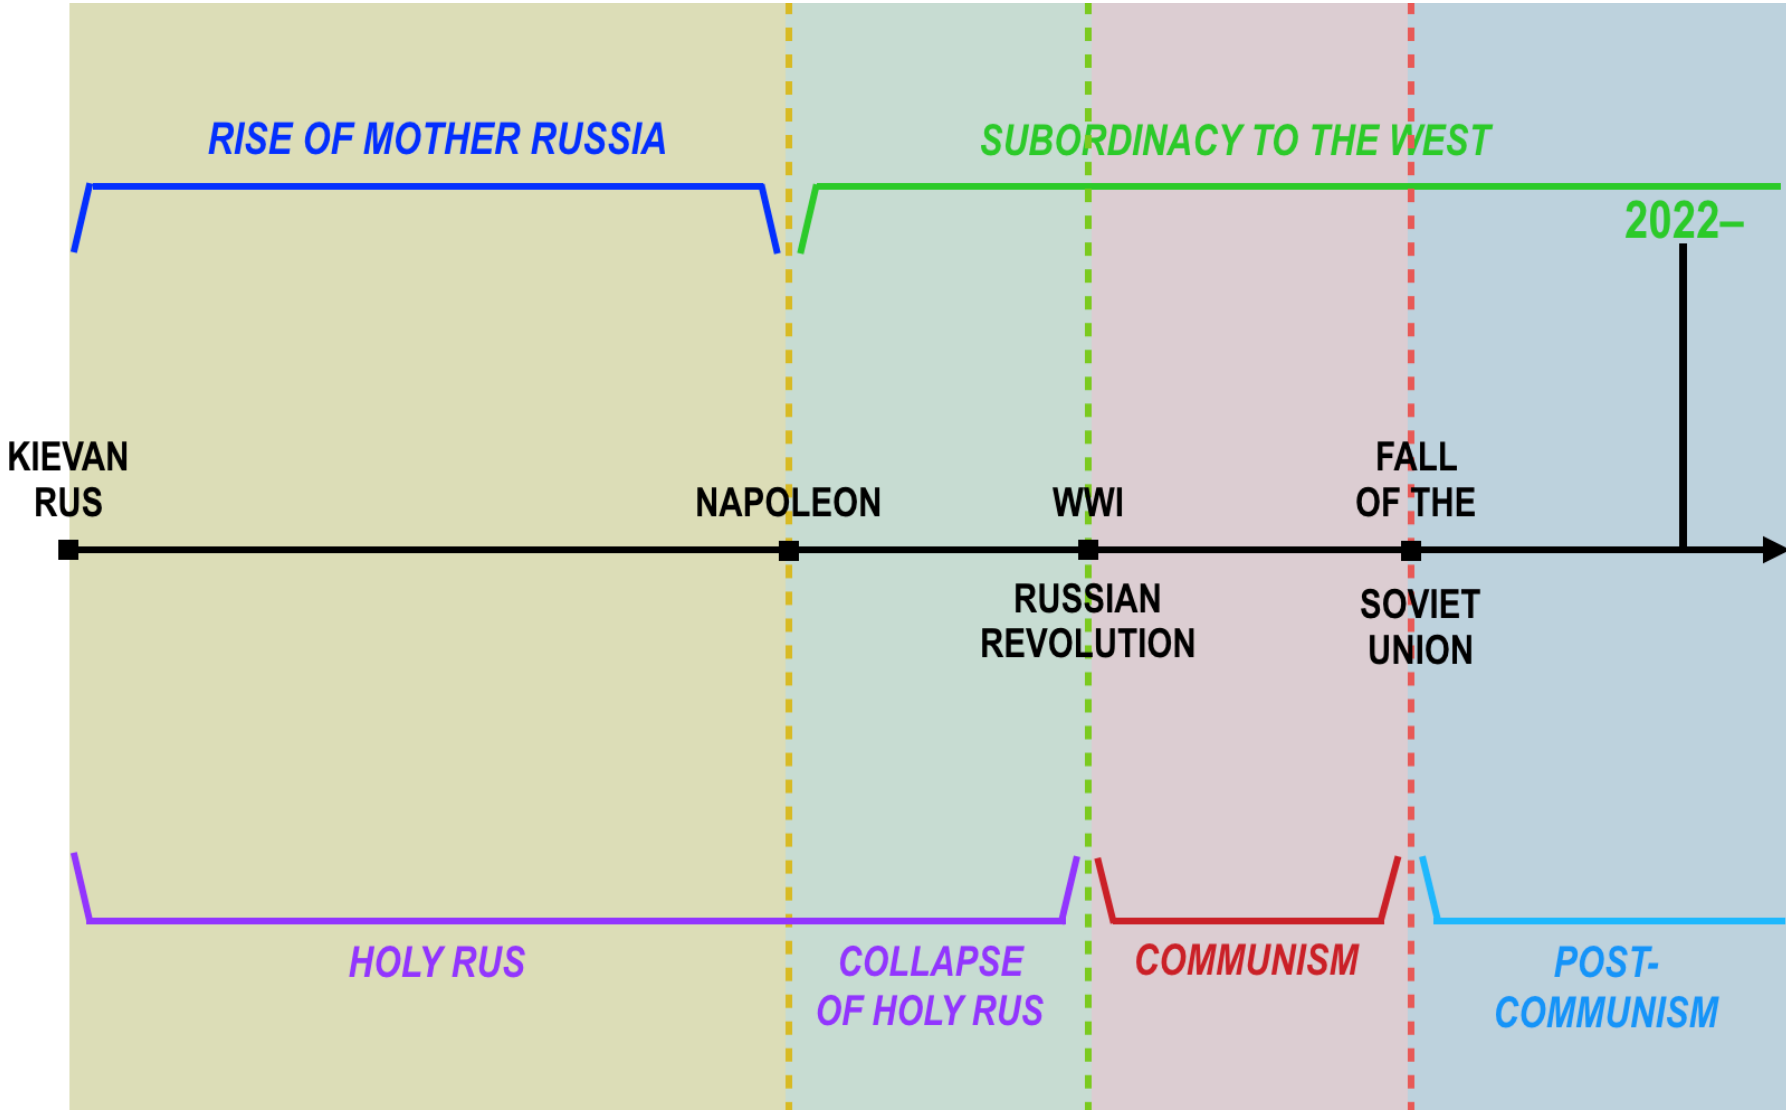 RISE OF MOTHER RUSSIA
SUBORDINACY TO THE WEST
2022–
KIEVAN
RUS
NAPOLEON
WWI
FALL
OF THE
RUSSIAN
REVOLUTION
SOVIET
UNION
HOLY RUS
COLLAPSE
OF HOLY RUS
COMMUNISM
POST-
COMMUNISM